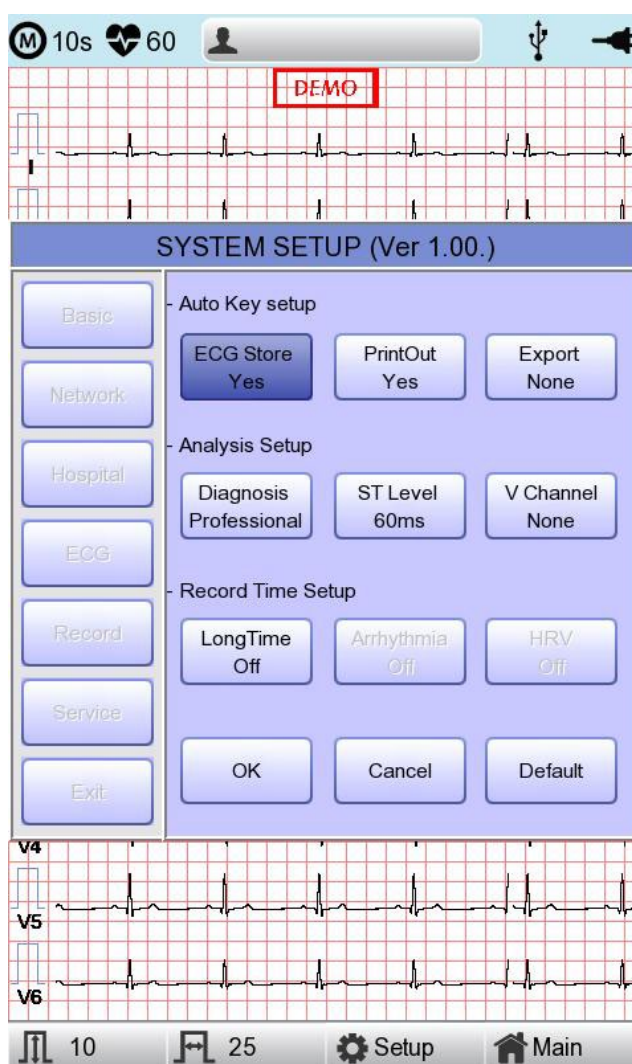 M 10s 60
DEMO
SYSTEM SETUP (Ver 1.00.)
Basic
Network
Hospital
ECG
Record
Service
Exit
- Auto Key setup
ECG Store
Yes
PrintOut
Yes
Export
None
- Analysis Setup
Diagnosis
Professional
ST Level
60ms
V Channel
None
- Record Time Setup
LongTime
Off
Arrhythmia
Off
HRV
Off
OK
Cancel
Default
V4
V5
V6
10 25 Setup Main